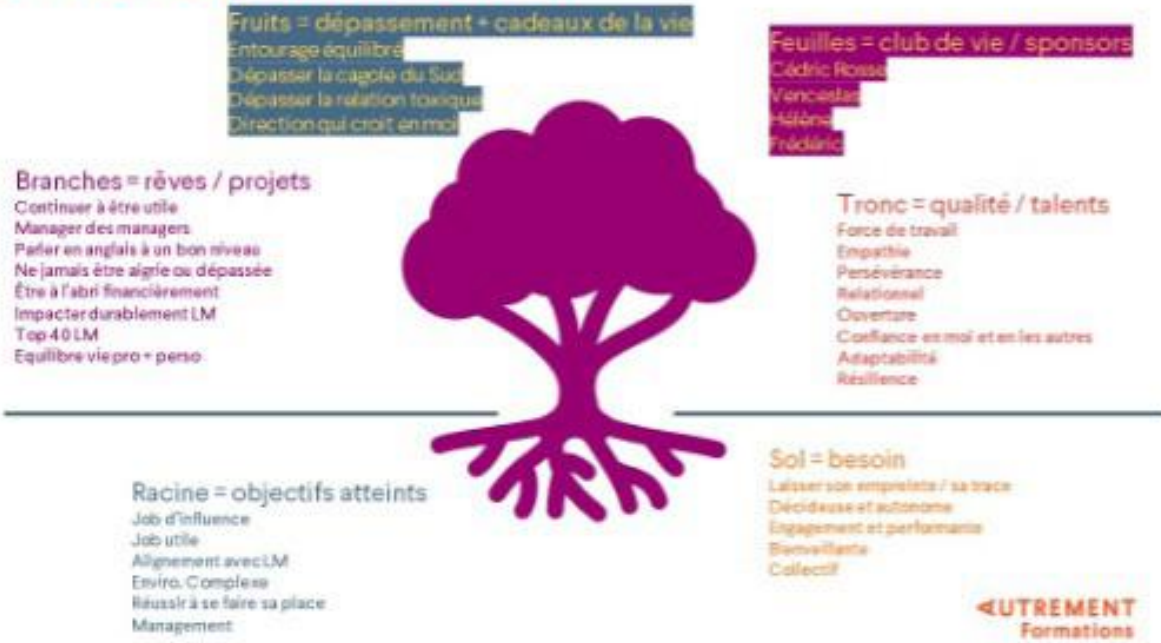 Fruits = dépassement + cadeaux de la vie
Entourage équilibré
Dépasser la cagole du Sud
Dépasser la relation toxique
Direction qui croit en moi
Feuilles = club de vie / sponsors
Cédric Rosse
Venceslas
Hélène
Frédéric
Branches = rêves / projets
Continuer à être utile
Manager des managers
Parler en anglais à un bon niveau
Ne jamais être aigrie ou dépassée
Être à l'abri financièrement
Impacter durablement LM
Top 40 LM
Equilibre vie pro + perso
Tronc = qualité / talents
Force de travail
Empathie
Persévérance
Relationnel
Ouverture
Confiance en moi et en les autres
Adaptabilité
Résilience
Racine = objectifs atteints
Job d'influence
Job utile
Alignement avec LM
Enviro. Complexe
Réussir à se faire sa place
Management
Sol = besoin
Laisser son empreinte / sa trace
Décideuse et autonome
Engagement et performante
Bienveillante
Collectif
AUTREMENT
Formations